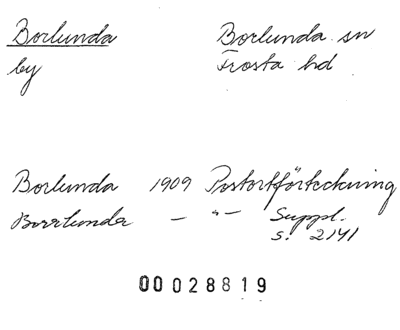 Borlunda Borlunda sn
by Frosta hd
Borlunda 1909 Postortförteckning
Borrlunda — "— Suppl.
s. 2141
00028819